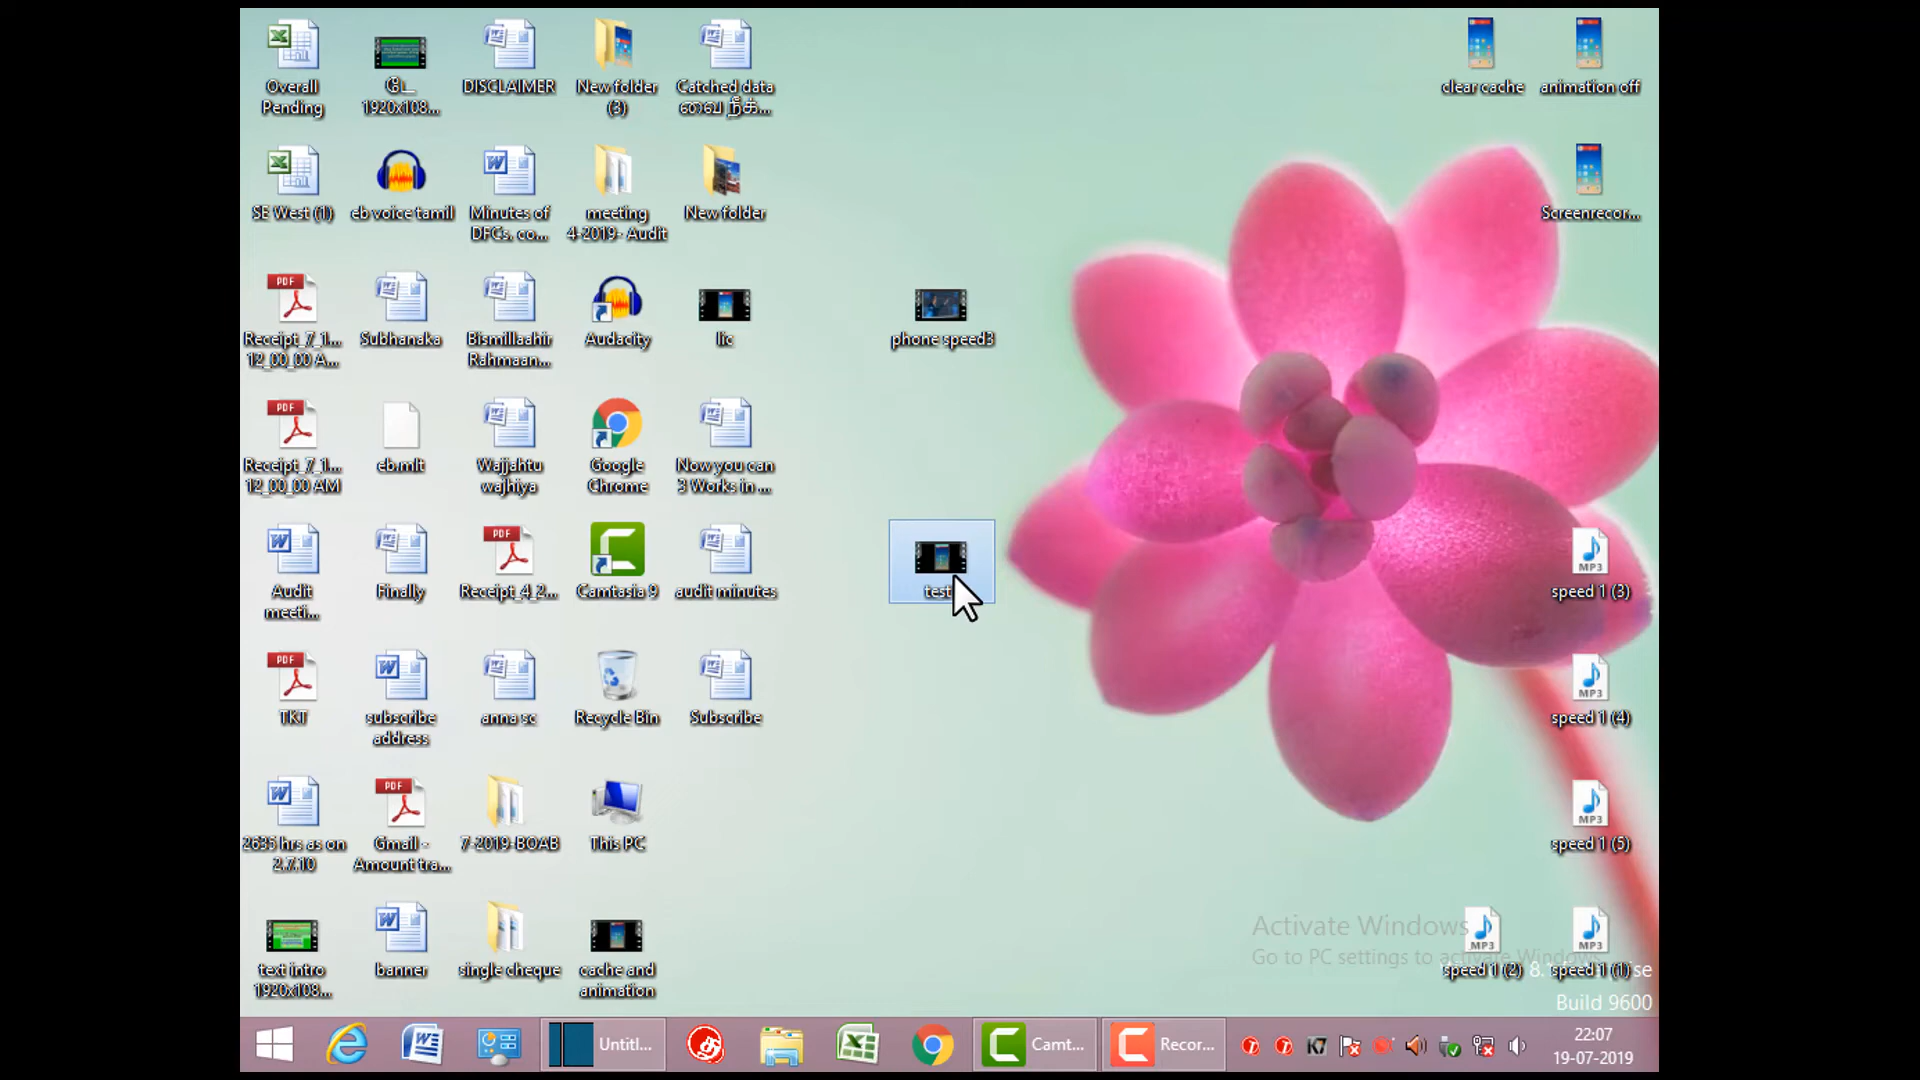 Overall
Pending
1920x108...
DISCLAIMER
New folder
(3)
Catched data
clear cache
animation off
SE West (1)
eb voice tamil
Minutes of
DFCs. co...
meeting
4-2019- Audit
New folder
Screenrecor...
Receipt_7_1...
12_00_00 A...
Subhanaka
Bismillaahir
Rahmaan...
Audacity
lic
phone speed3
Receipt_7_1...
12_00_00 AM
eb.mlt
Wajjahtu
wajhiya
Google
Chrome
Now you can
3 Works in ...
Audit
meeti...
Finally
Receipt_4_2...
Camtasia 9
audit minutes
test
speed 1 (3)
TKT
subscribe
address
anna sc
Recycle Bin
Subscribe
speed 1 (4)
2635 hrs as on
2.7.10
Gmail -
Amount tra...
7-2019-BOAB
This PC
speed 1 (5)
text intro
1920x108...
banner
single cheque
cache and
animation
Activate Windows
Go to PC settings to activate Windows.
speed 1 (2)
speed 1 (1)
Build 9600
Untitl...
Camt...
Recor...
22:07
19-07-2019